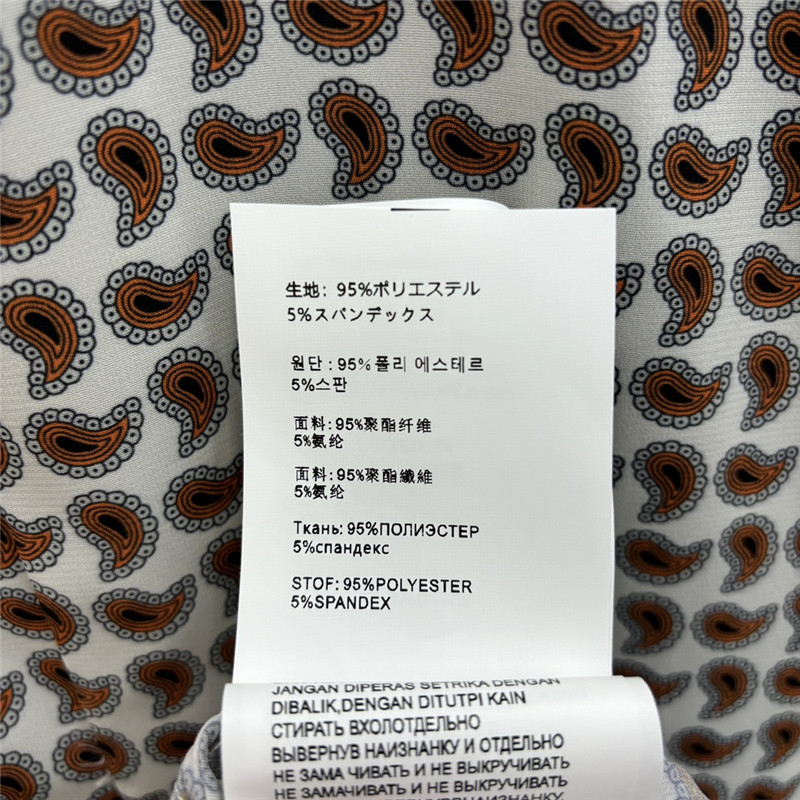 生地: 95%ポリエステル
5%スパンデックス
원단 : 95% 폴리 에스테르
5%스판
面料: 95%聚酯纤维
5%氨纶
面料: 95%聚酯纖維
5%氨纶
Ткань: 95%ПОЛИЭСТЕР
5%спандекс
STOF: 95%POLYESTER
5%SPANDEX
JANGAN DIPERAS SETRIKA DENGAN
DIBALIK,DENGAN DITUTPI KAIN
СТИРАТЬ ВХОЛОТДЕЛЬНО
ВЫВЕРНУВ НАИЗНАНКУ И ОТДЕЛЬНО
НЕ ЗАМА ЧИВАТЬ И НЕ ВЫКРУЧИВАТЬ
НЕ ЗАМАЧИВАТЬ И НЕ ВЫКРУЧИВАТЬ
НАИЗНАНКУ.